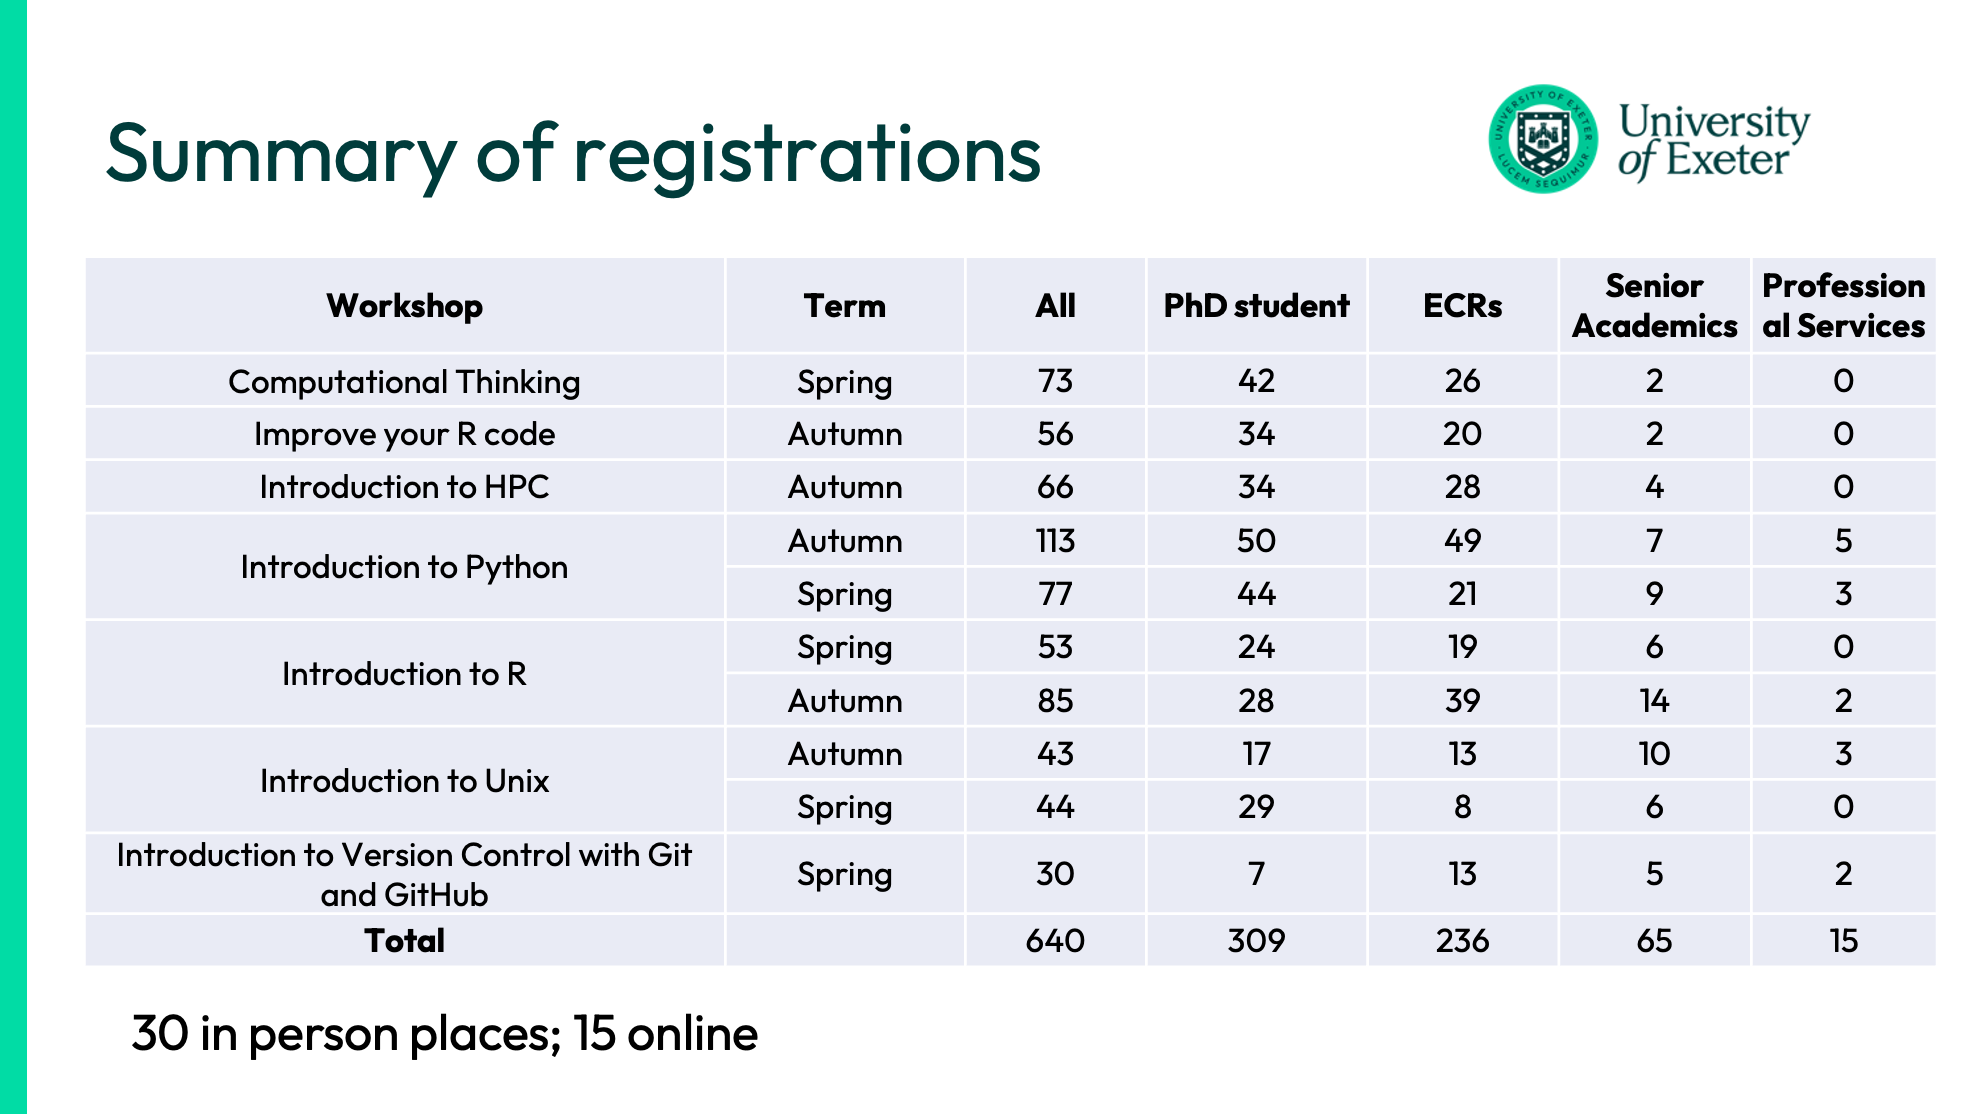 Summary of registrations
UNIVERSITY OF EXETER
LUCEM SEQUIMUR
University
of Exeter
Workshop Term All PhD student ECRs Senior Academics Profession al Services
Computational Thinking Spring 73 42 26 2 0
Improve your R code Autumn 56 34 20 2 0
Introduction to HPC Autumn 66 34 28 4 0
Introduction to Python Autumn 113 50 49 7 5
Spring 77 44 21 9 3
Introduction to R Spring 53 24 19 6 0
Autumn 85 28 39 14 2
Introduction to Unix Autumn 43 17 13 10 3
Spring 44 29 8 6 0
Introduction to Version Control with Git
and GitHub Spring 30 7 13 5 2
Total 640 309 236 65 15
30 in person places; 15 online